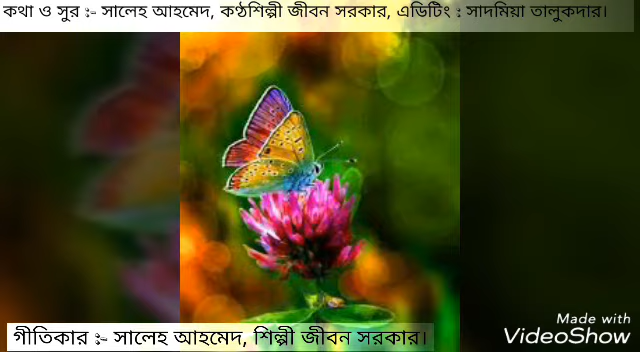 কথা ও সুর :- সালেহ আহমেদ, কণ্ঠশিল্পী জীবন সরকার, এডিটিং : সাদমিয়া তালুকদার।
গীতিকার :- সালেহ আহমেদ, শিল্পী জীবন সরকার।
Made with
VideoShow